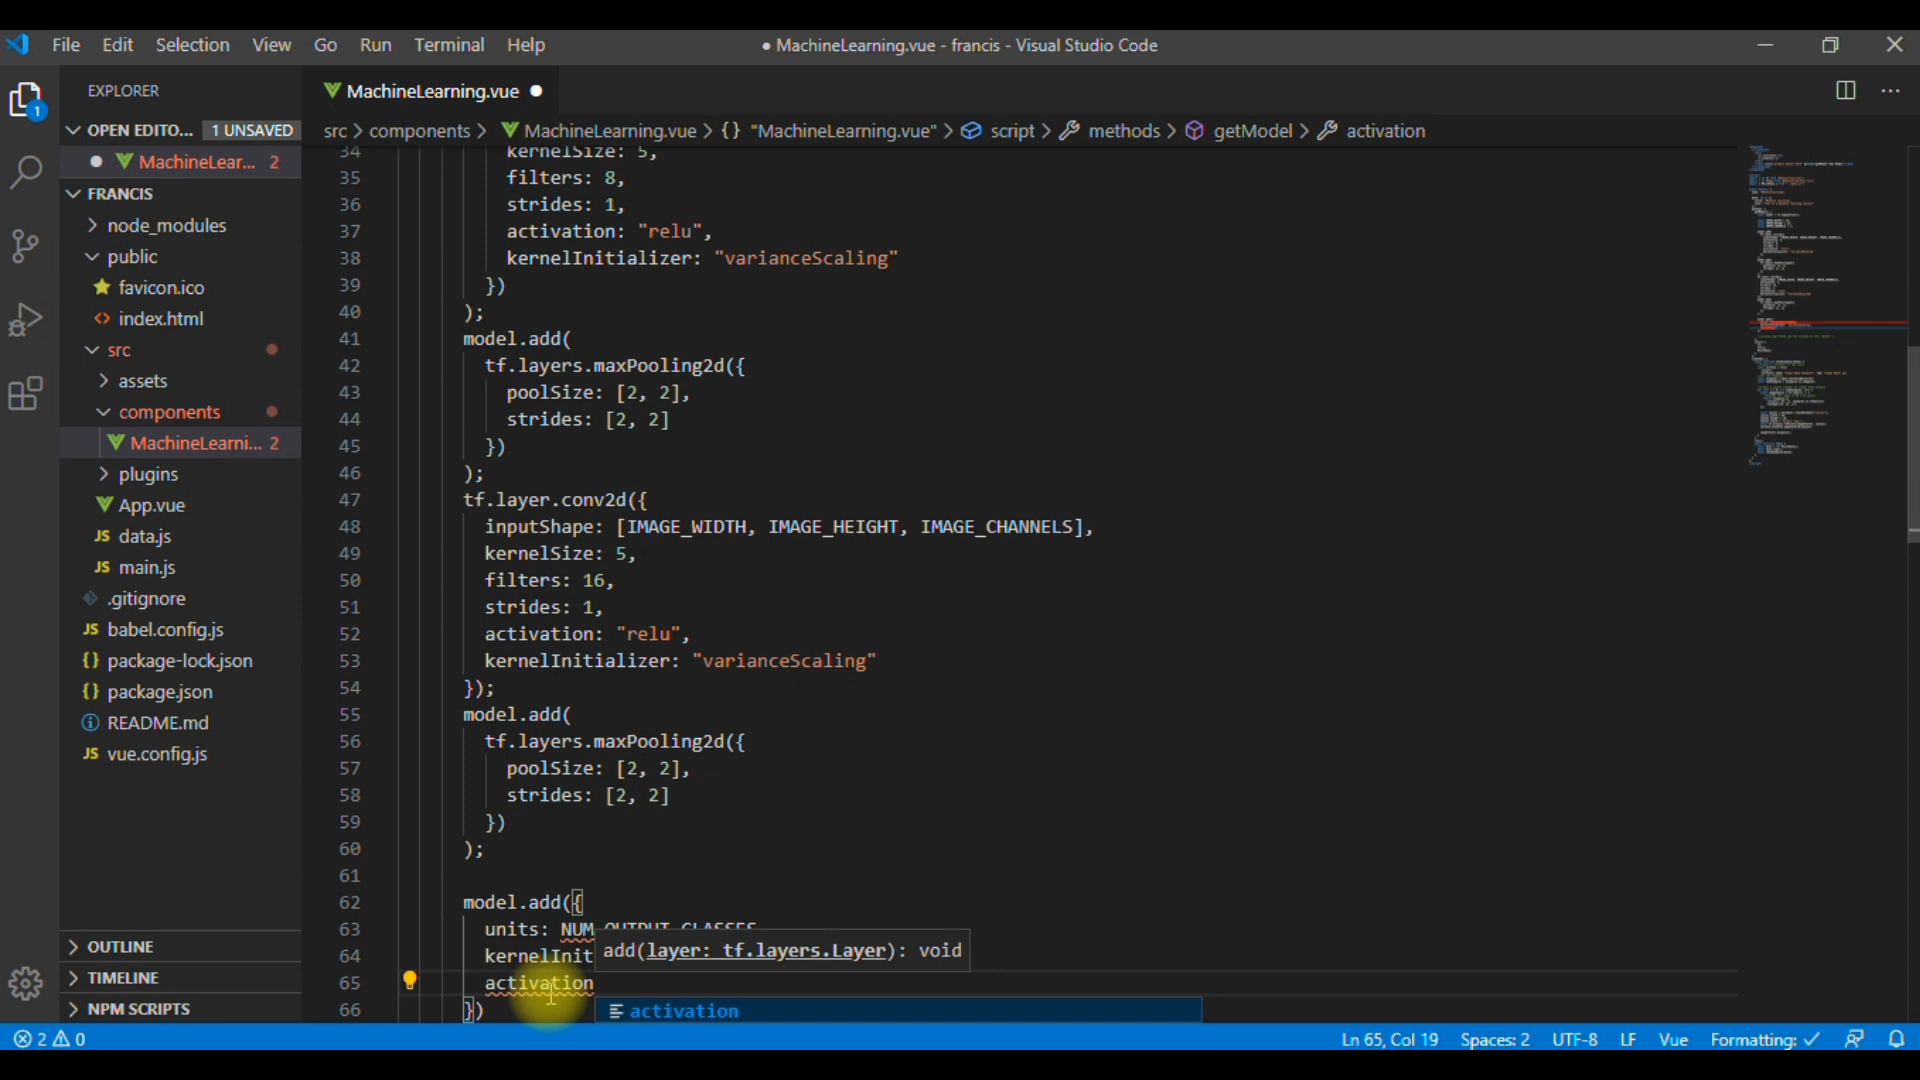 File Edit Selection View Go Run Terminal Help
● MachineLearning.vue - francis - Visual Studio Code
EXPLORER
MachineLearning.vue ●
1
OPEN EDITO... 1 UNSAVED
src > components > MachineLearning.vue > {} "MachineLearning.vue" > script > methods > getModel > activation
● MachineLear... 2
FRANCIS
node_modules
public
favicon.ico
index.html
src
assets
components
MachineLearni... 2
plugins
App.vue
JS data.js
JS main.js
.gitignore
JS babel.config.js
{} package-lock.json
{} package.json
README.md
JS vue.config.js
OUTLINE
TIMELINE
NPM SCRIPTS
34 kernelSize: 5,
35 filters: 8,
36 strides: 1,
37 activation: "relu",
38 kernelInitializer: "varianceScaling"
39 })
40 );
41 model.add(
42 tf.layers.maxPooling2d({
43 poolSize: [2, 2],
44 strides: [2, 2]
45 })
46 );
47 tf.layer.conv2d({
48 inputShape: [IMAGE_WIDTH, IMAGE_HEIGHT, IMAGE_CHANNELS],
49 kernelSize: 5,
50 filters: 16,
51 strides: 1,
52 activation: "relu",
53 kernelInitializer: "varianceScaling"
54 });
55 model.add(
56 tf.layers.maxPooling2d({
57 poolSize: [2, 2],
58 strides: [2, 2]
59 })
60 );
61
62 model.add({
63 units: NUM_OUTPUT_CLASSES
64 kernelInit
add(layer: tf.layers.Layer): void
65 activation
66 })
activation
2 0
Ln 65, Col 19 Spaces: 2 UTF-8 LF Vue Formatting: ✓